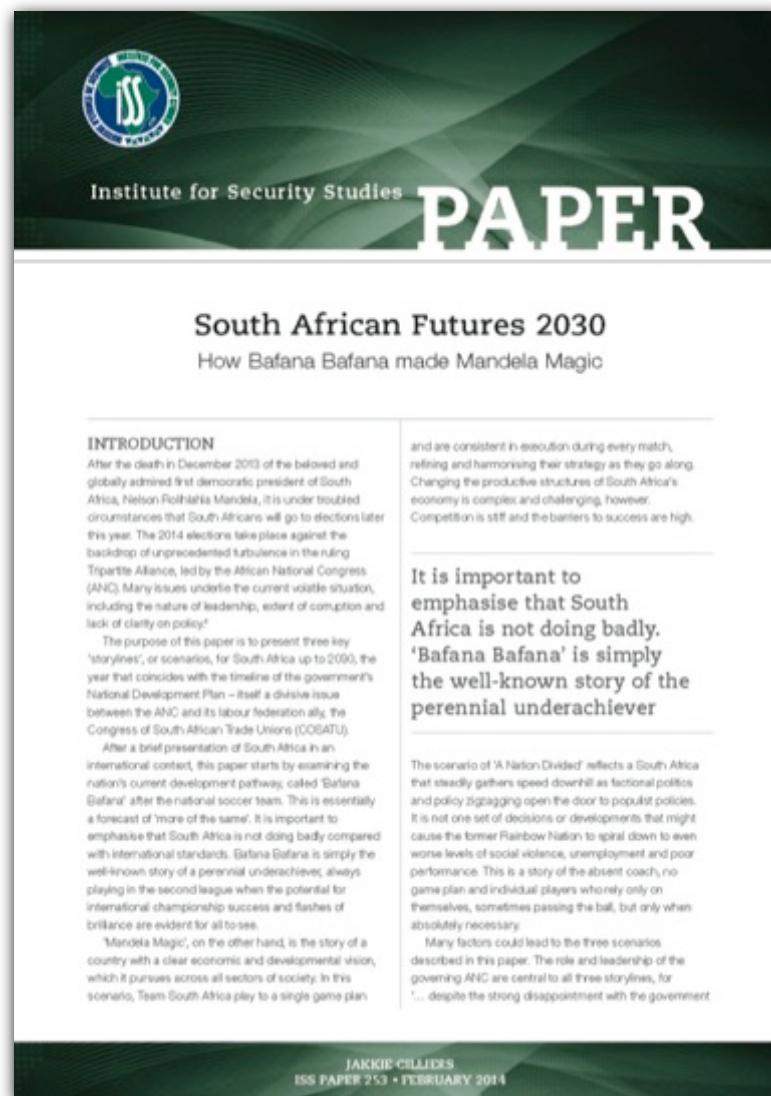 iss
Institute for Security Studies
PAPER
South African Futures 2030
How Bafana Bafana made Mandela Magic
INTRODUCTION
After the death in December 2013 of the beloved and
globally admired first democratic president of South
Africa, Nelson Rolihlahla Mandela, it is under troubled
circumstances that South Africans will go to elections later
this year. The 2014 elections take place against the
backdrop of unprecedented turbulence in the ruling
Tripartite Alliance, led by the African National Congress
(ANC). Many issues underlie the current volatile situation,
including the nature of leadership, extent of corruption and
lack of clarity on policy.
The purpose of this paper is to present three key
'storylines', or scenarios, for South Africa up to 2030, the
year that coincides with the timeline of the government's
National Development Plan – itself a divisive issue
between the ANC and its labour federation ally, the
Congress of South African Trade Unions (COSATU).
After a brief presentation of South Africa in an
international context, this paper starts by examining the
nation's current development pathway, called 'Bafana
Bafana' after the national soccer team. This is essentially
a forecast of 'more of the same'. It is important to
emphasise that South Africa is not doing badly compared
with international standards. Bafana Bafana is simply the
well-known story of a perennial underachiever, always
playing in the second league when the potential for
international championship success and flashes of
brilliance are evident for all to see.
'Mandela Magic', on the other hand, is the story of a
country with a clear economic and developmental vision,
which it pursues across all sectors of society. In this
scenario, Team South Africa play to a single game plan
and are consistent in execution during every match,
refining and harmonising their strategy as they go along.
Changing the productive structures of South Africa's
economy is complex and challenging, however.
Competition is stiff and the barriers to success are high.
It is important to
emphasise that South
Africa is not doing badly.
'Bafana Bafana' is simply
the well-known story of the
perennial underachiever
The scenario of 'A Nation Divided' reflects a South Africa
that steadily gathers speed downhill as factional politics
and policy zigzagging open the door to populist policies.
It is not one set of decisions or developments that might
cause the former Rainbow Nation to spiral down to even
worse levels of social violence, unemployment and poor
performance. This is a story of the absent coach, no
game plan and individual players who rely only on
themselves, sometimes passing the ball, but only when
absolutely necessary.
Many factors could lead to the three scenarios
described in this paper. The role and leadership of the
governing ANC are central to all three storylines, for
'... despite the strong disappointment with the government
JAKKIE CILLIERS
ISS PAPER 253 • FEBRUARY 2014